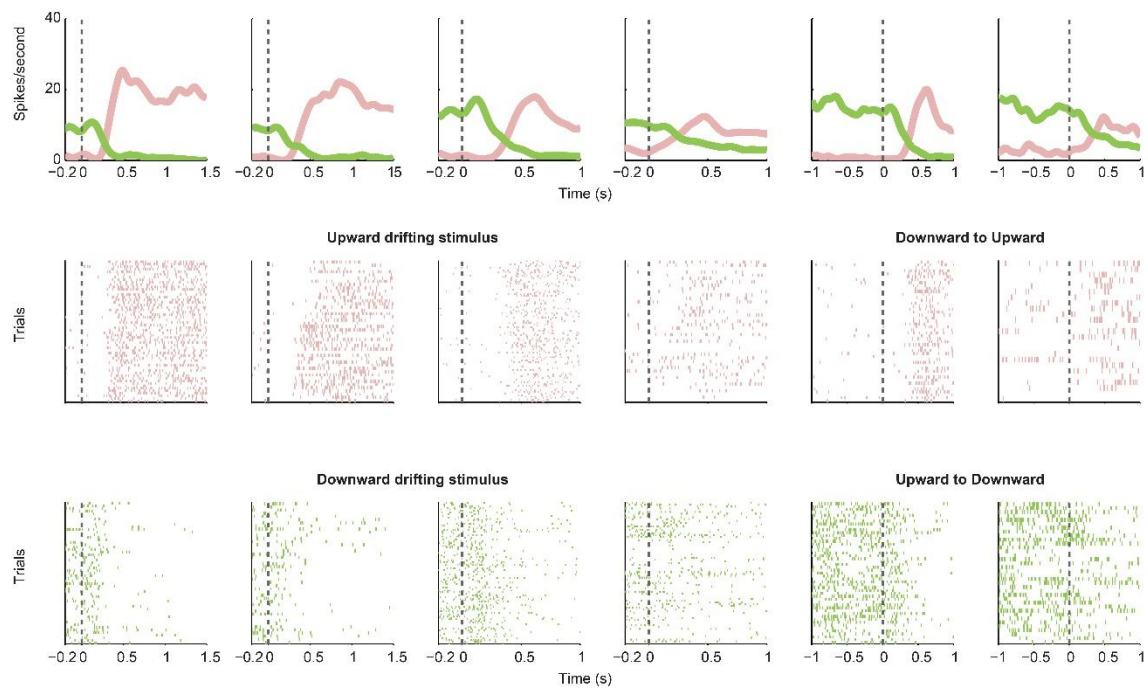 40
20
0
Spikes/second
−0.2 0 0.5 1 1.5
−0.2 0 0.5 1 15
−0.2 0 0.5 1
−0.2 0 0.5 1
−1 −0.5 0 0.5 1
−1 −0.5 0 0.5 1
Time (s)
Upward drifting stimulus
Downward to Upward
Trials
Downward drifting stimulus
Upward to Downward
Trials
−0.2 0 0.5 1 1.5
−0.2 0 0.5 1 1.5
−0.2 0 0.5 1
−0.2 0 0.5 1
−1 −0.5 0 0.5 1
−1 −0.5 0 0.5 1
Time (s)